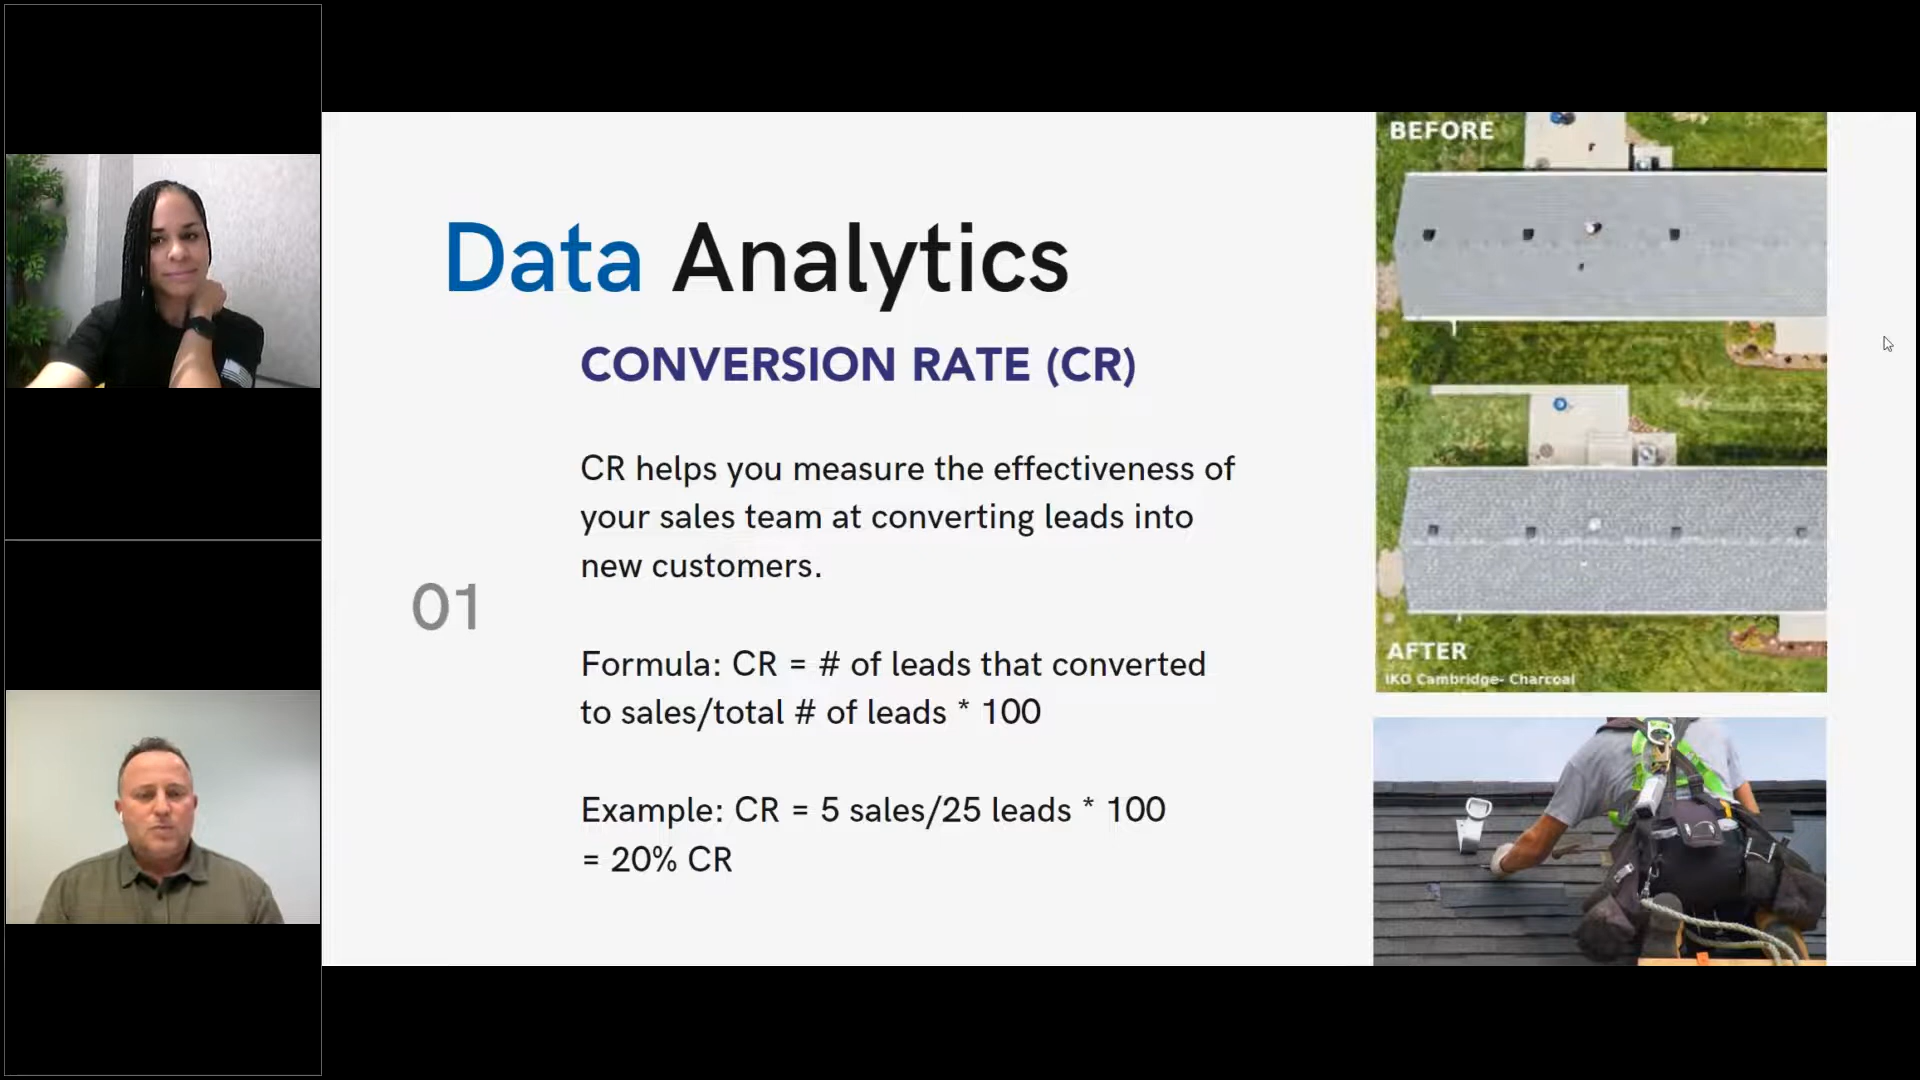 Data Analytics
CONVERSION RATE (CR)
CR helps you measure the effectiveness of
your sales team at converting leads into
new customers.
01
Formula: CR = # of leads that converted
to sales/total # of leads * 100
Example: CR = 5 sales/25 leads * 100
= 20% CR
BEFORE
AFTER
IKO Cambridge- Charcoal